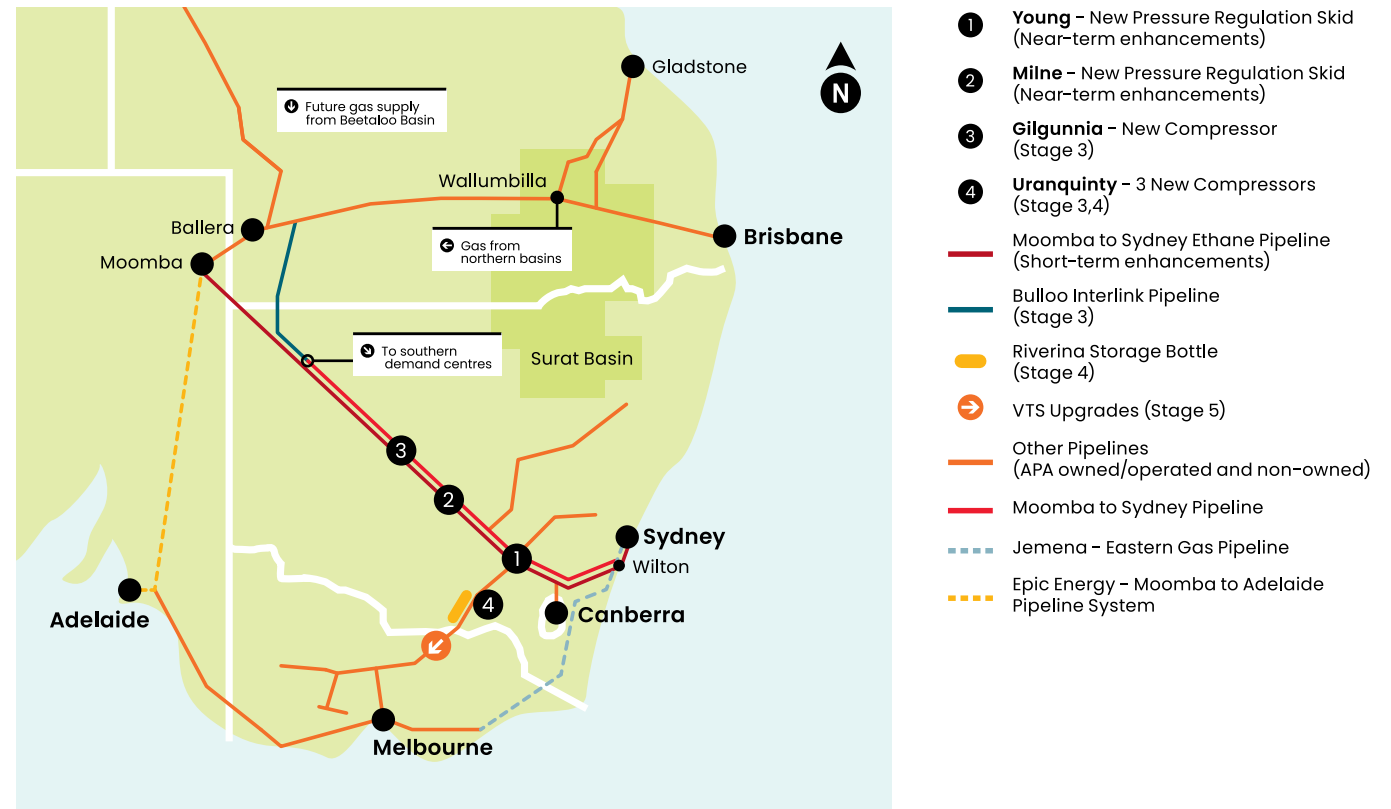 Gladstone
N
Future gas supply
from Beetaloo Basin
Wallumbilla
Ballera
Gas from
northern basins
Brisbane
Moomba
To southern
demand centres
Surat Basin
3
2
1
Sydney
Wilton
4
Canberra
Adelaide
Melbourne
1 Young - New Pressure Regulation Skid
(Near-term enhancements)
2 Milne - New Pressure Regulation Skid
(Near-term enhancements)
3 Gilgunnia - New Compressor
(Stage 3)
4 Uranquinty - 3 New Compressors
(Stage 3,4)
Moomba to Sydney Ethane Pipeline
(Short-term enhancements)
Bulloo Interlink Pipeline
(Stage 3)
Riverina Storage Bottle
(Stage 4)
VTS Upgrades (Stage 5)
Other Pipelines
(APA owned/operated and non-owned)
Moomba to Sydney Pipeline
Jemena - Eastern Gas Pipeline
Epic Energy - Moomba to Adelaide
Pipeline System